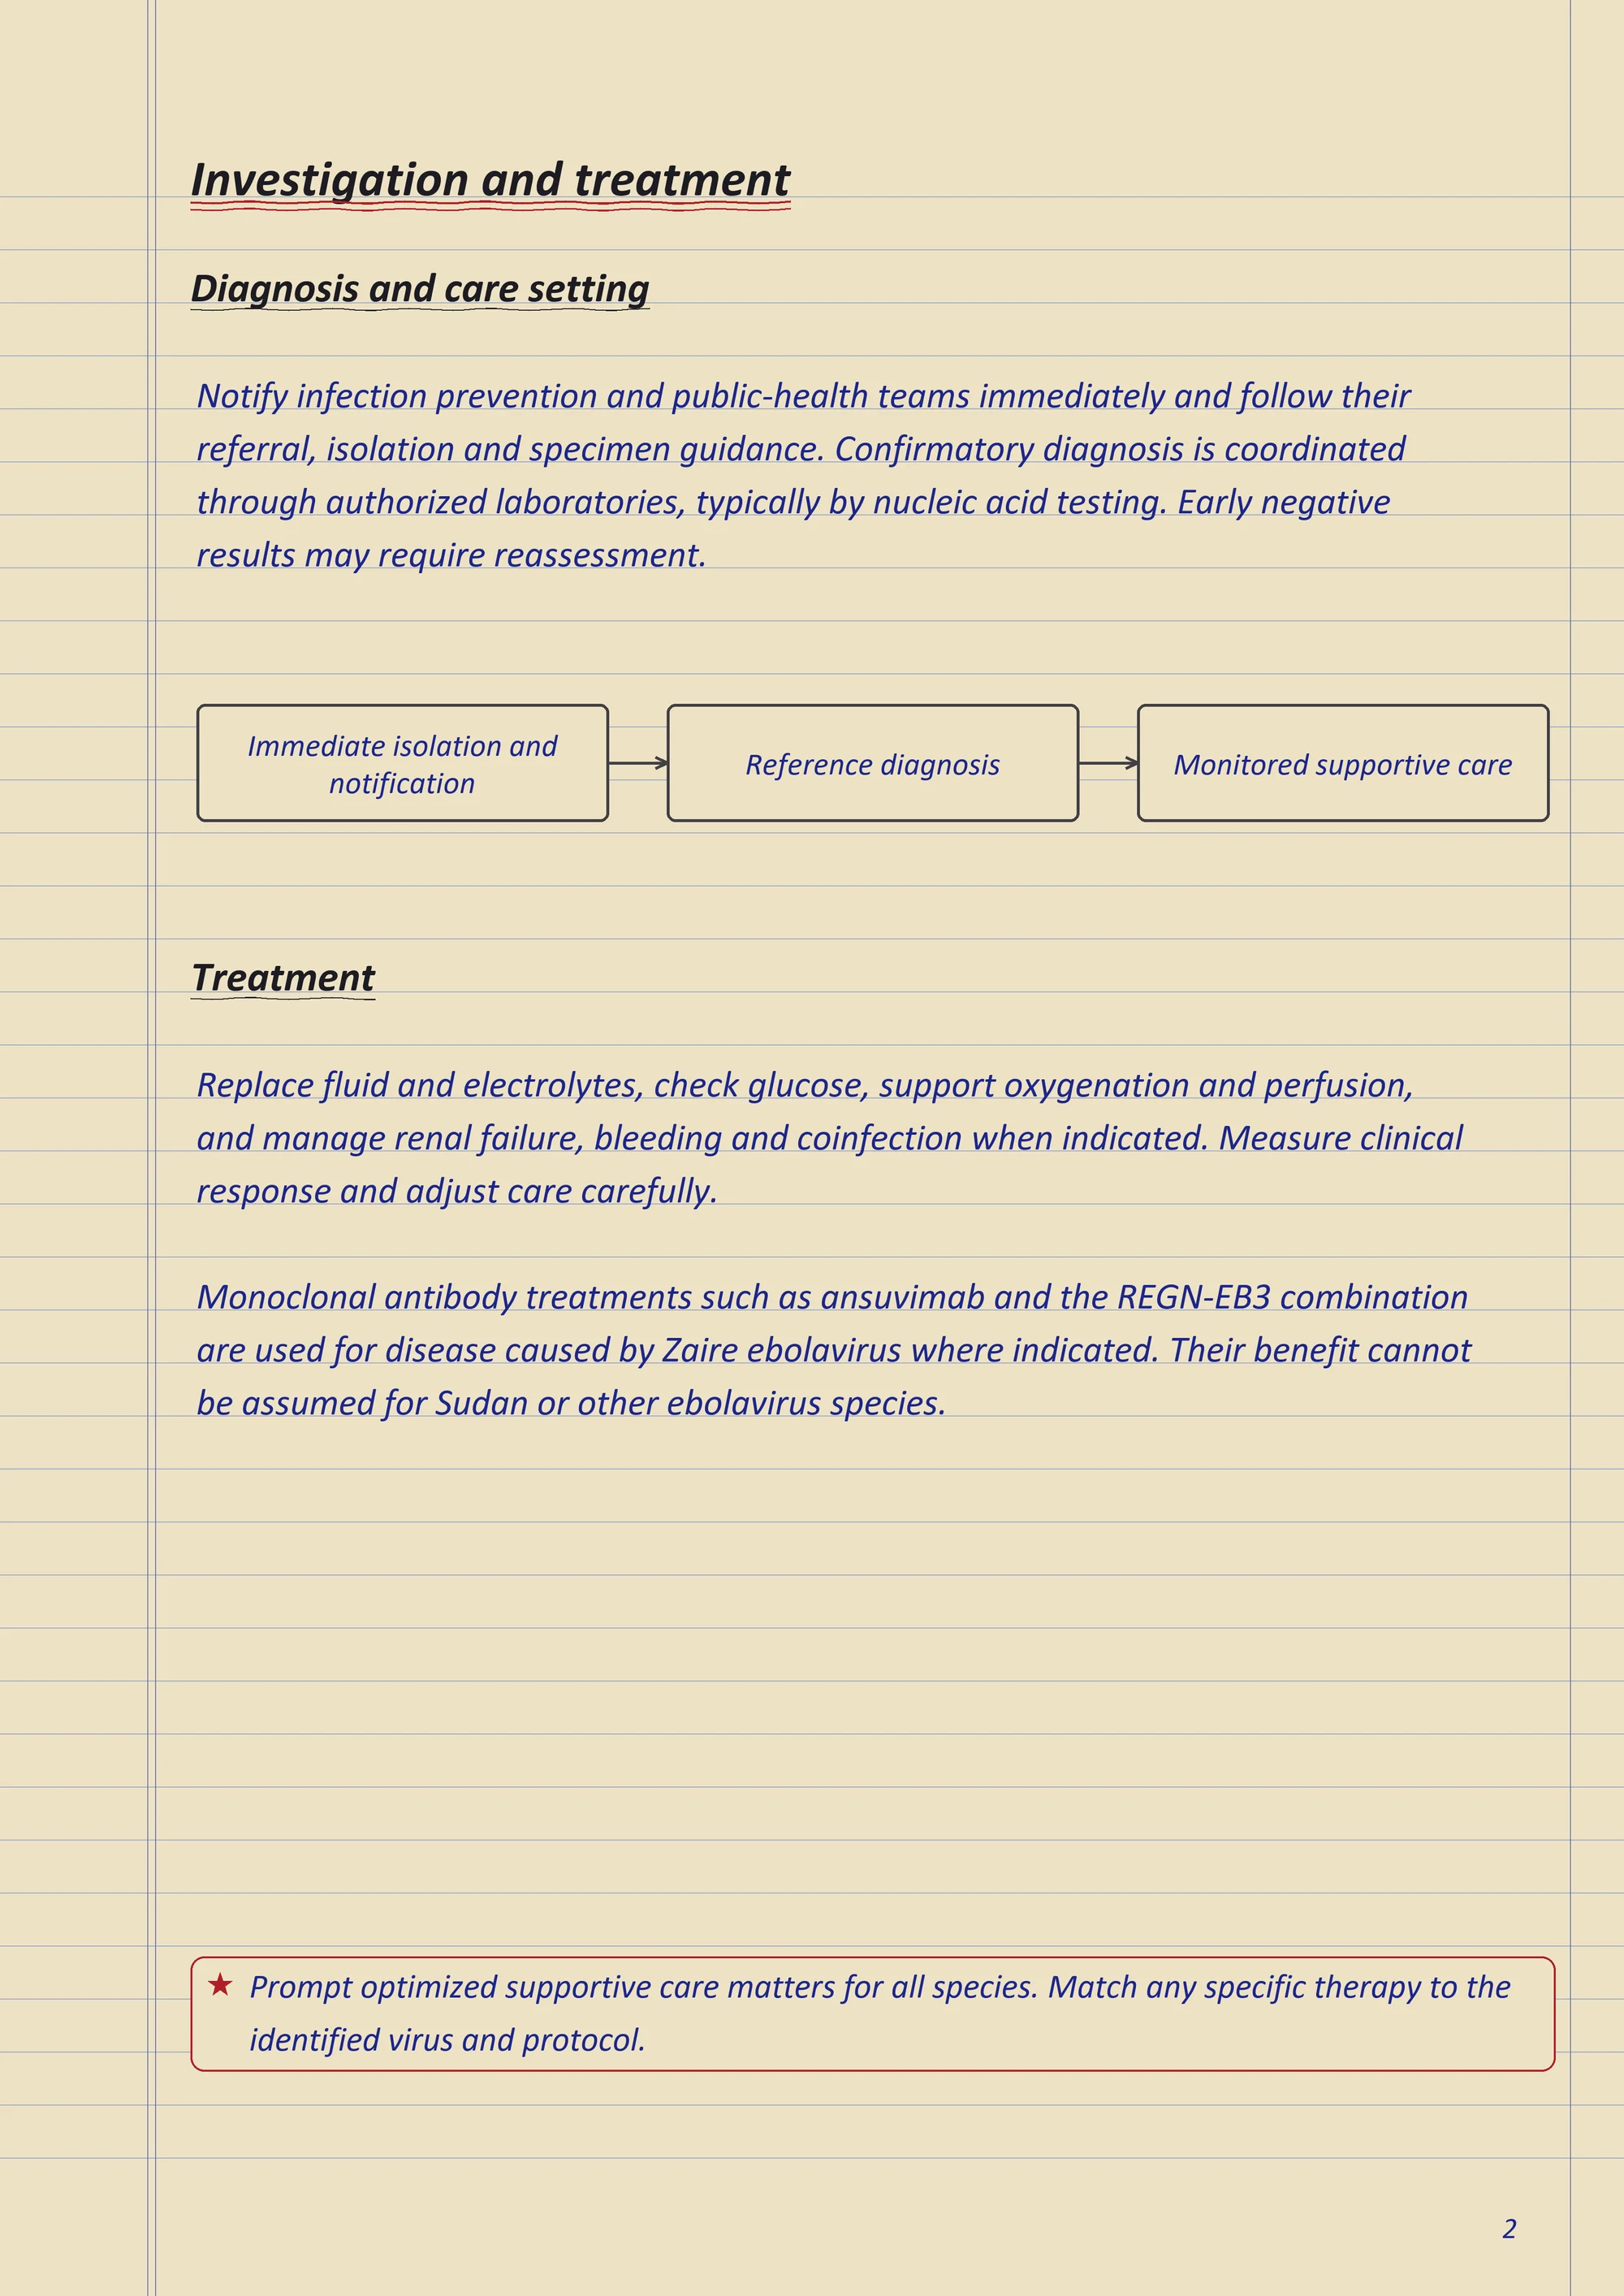 Investigation and treatment
Diagnosis and care setting
Notify infection prevention and public-health teams immediately and follow their
referral, isolation and specimen guidance. Confirmatory diagnosis is coordinated
through authorized laboratories, typically by nucleic acid testing. Early negative
results may require reassessment.
Immediate isolation and
notification
Reference diagnosis
Monitored supportive care
Treatment
Replace fluid and electrolytes, check glucose, support oxygenation and perfusion,
and manage renal failure, bleeding and coinfection when indicated. Measure clinical
response and adjust care carefully.
Monoclonal antibody treatments such as ansuvimab and the REGN-EB3 combination
are used for disease caused by Zaire ebolavirus where indicated. Their benefit cannot
be assumed for Sudan or other ebolavirus species.
★ Prompt optimized supportive care matters for all species. Match any specific therapy to the
identified virus and protocol.
2